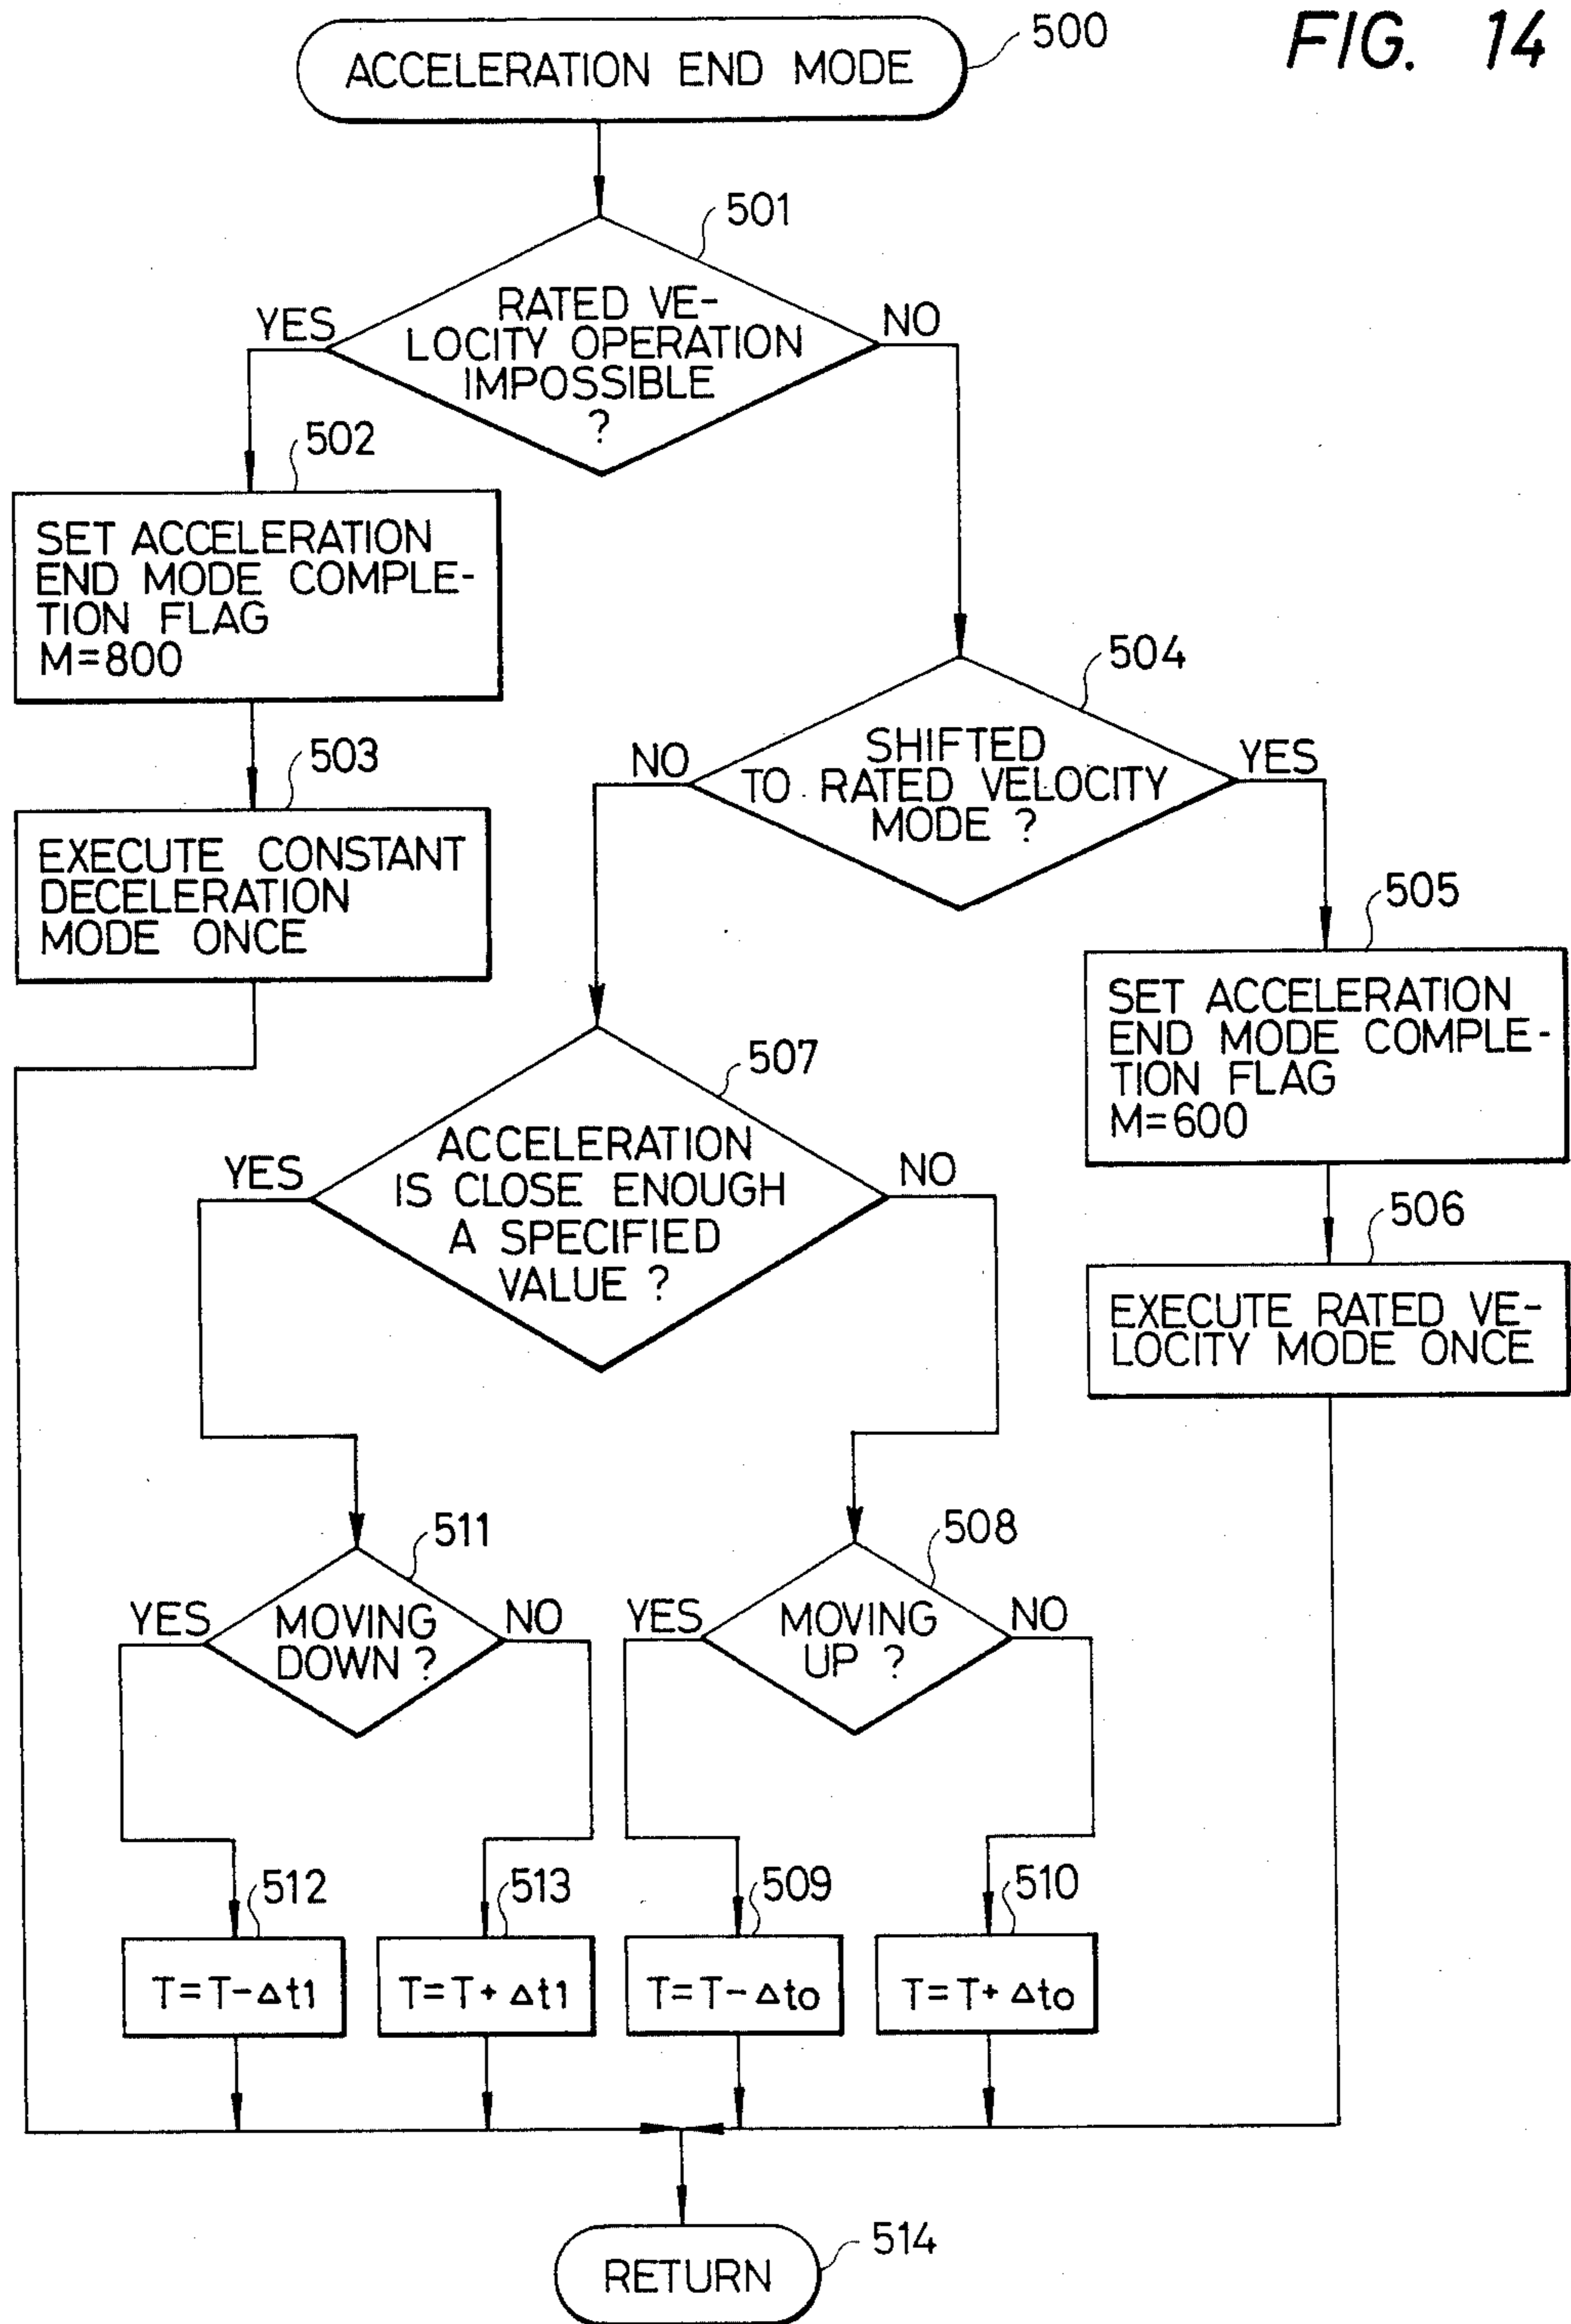 FIG. 14
ACCELERATION END MODE
500
501
RATED VE-
LOCITY OPERATION
IMPOSSIBLE
?
YES
NO
502
SET ACCELERATION
END MODE COMPLE-
TION FLAG
M=800
503
EXECUTE CONSTANT
DECELERATION
MODE ONCE
504
SHIFTED
TO RATED VELOCITY
MODE ?
NO
YES
505
SET ACCELERATION
END MODE COMPLE-
TION FLAG
M=600
506
EXECUTE RATED VE-
LOCITY MODE ONCE
507
ACCELERATION
IS CLOSE ENOUGH
A SPECIFIED
VALUE ?
YES
NO
511
MOVING
DOWN ?
YES
NO
508
MOVING
UP ?
YES
NO
512
T=T-Δt1
513
T=T+Δt1
509
T=T-Δto
510
T=T+Δto
RETURN
514